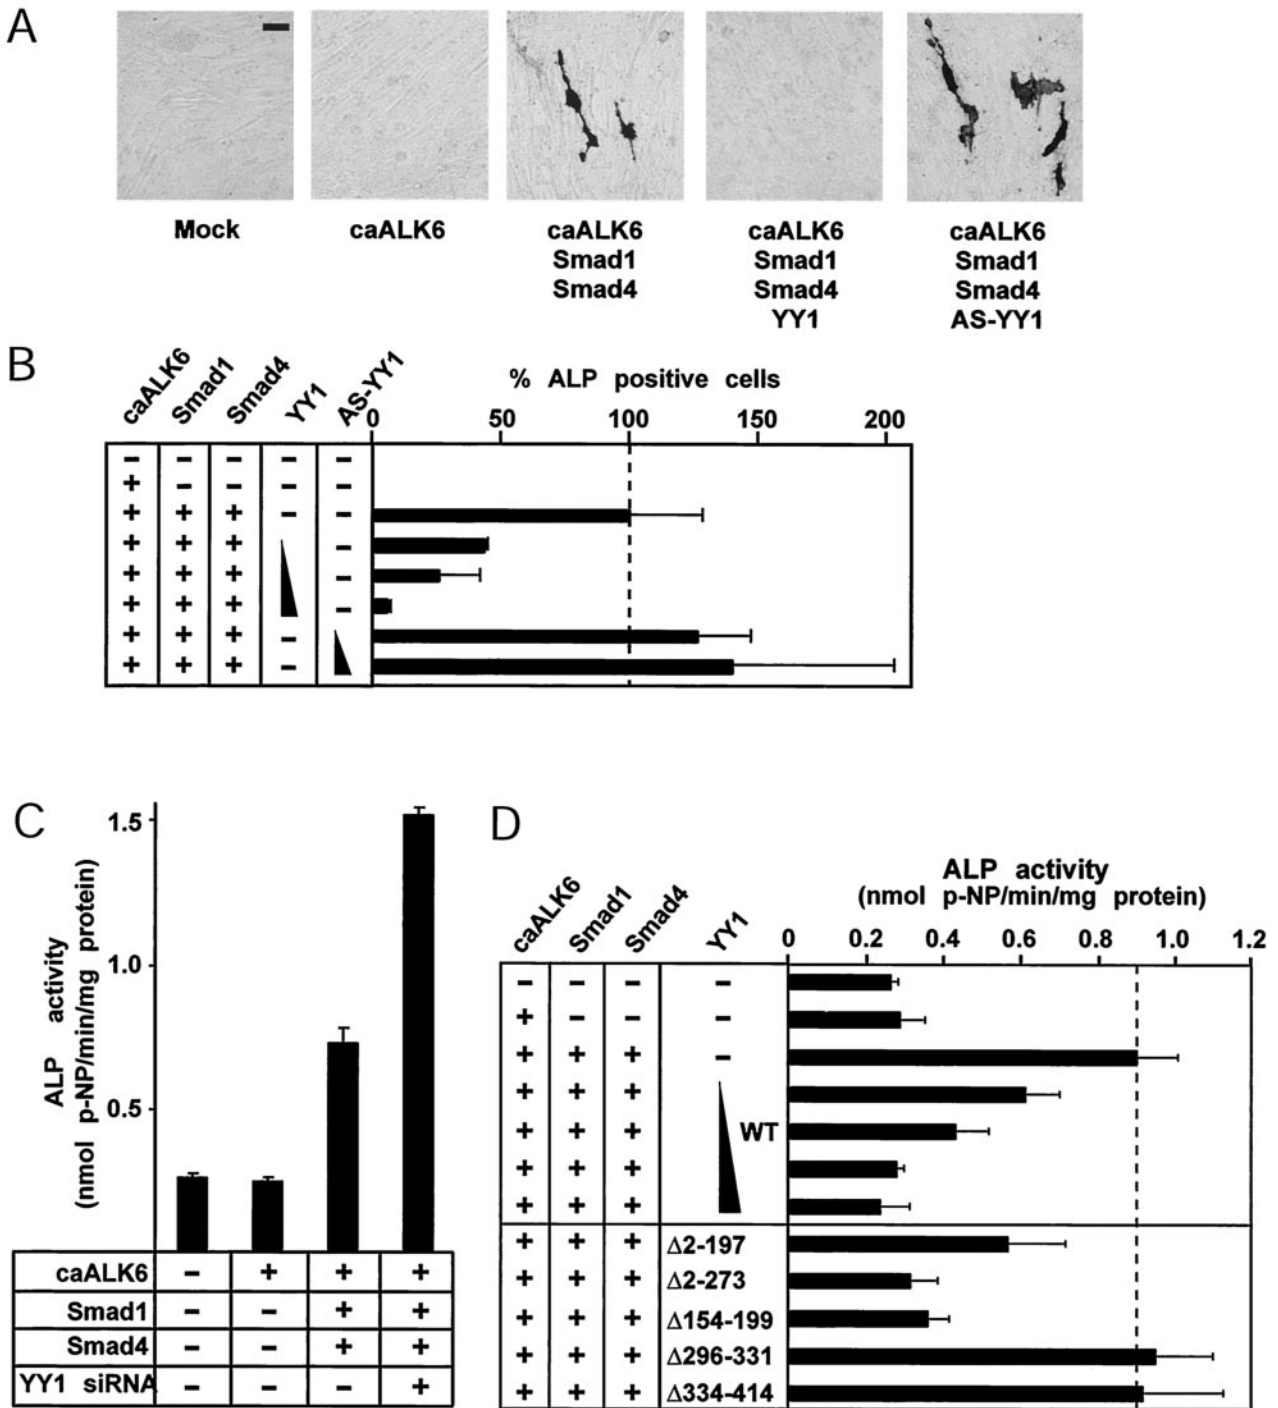 A
Mock
caALK6
caALK6
Smad1
Smad4
caALK6
Smad1
Smad4
YY1
caALK6
Smad1
Smad4
AS-YY1
B
caALK6 Smad1 Smad4 YY1 AS-YY1
% ALP positive cells
0 50 100 150 200
- - - - -
+ - - - -
+ + + - -
+ + + -
+ + + -
+ + + -
+ + + -
+ + + -
C
ALP activity
(nmol p-NP/min/mg protein)
1.5
1.0
0.5
caALK6 - + + +
Smad1 - - + +
Smad4 - - + +
YY1 siRNA - - - +
D
caALK6 Smad1 Smad4 YY1
ALP activity
(nmol p-NP/min/mg protein)
0 0.2 0.4 0.6 0.8 1.0 1.2
- - - -
+ - - -
+ + + -
+ + +
+ + + WT
+ + +
+ + +
+ + + Δ2-197
+ + + Δ2-273
+ + + Δ154-199
+ + + Δ296-331
+ + + Δ334-414